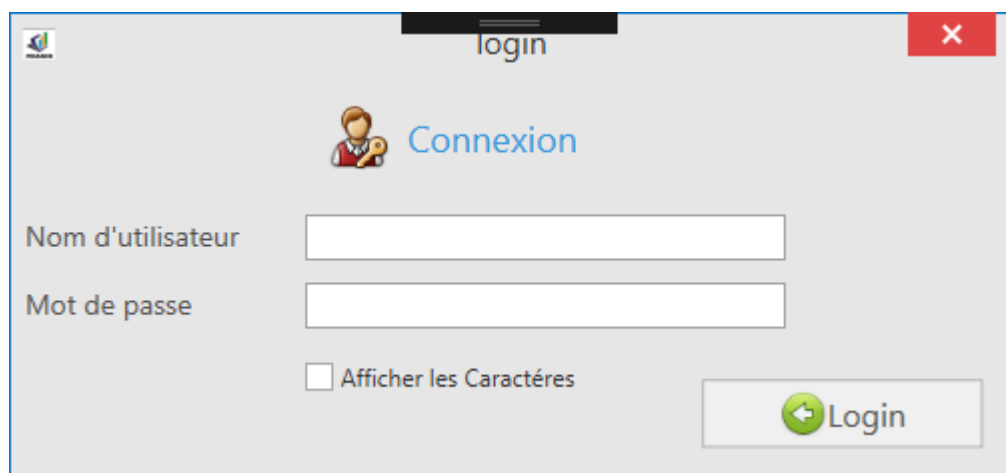 login
Connexion
Nom d'utilisateur
Mot de passe
Afficher les Caractéres
Login